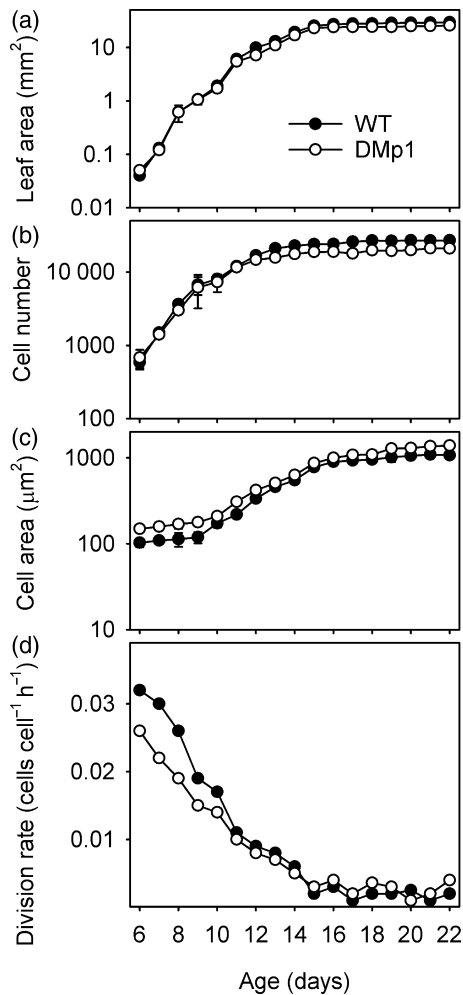 (a)
Leaf area (mm²)
10
1
0.1
0.01
WT
DMp1
(b)
Cell number
10 000
1000
100
(c)
Cell area (μm²)
1000
100
10
(d)
Division rate (cells cell⁻¹ h⁻¹)
0.03
0.02
0.01
6 8 10 12 14 16 18 20 22
Age (days)